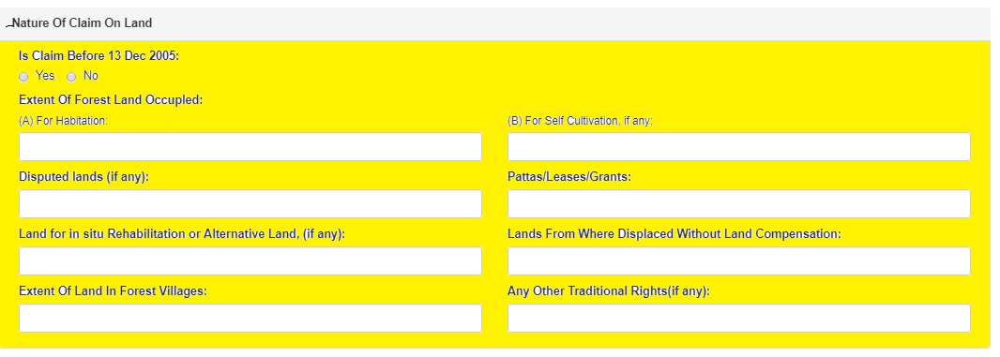 Nature Of Claim On Land
Is Claim Before 13 Dec 2005:
Yes No
Extent Of Forest Land Occupied:
(A) For Habitation: (B) For Self Cultivation, if any:
Disputed lands (if any): Pattas/Leases/Grants:
Land for in situ Rehabilitation or Alternative Land, (if any): Lands From Where Displaced Without Land Compensation:
Extent Of Land In Forest Villages: Any Other Traditional Rights(if any):